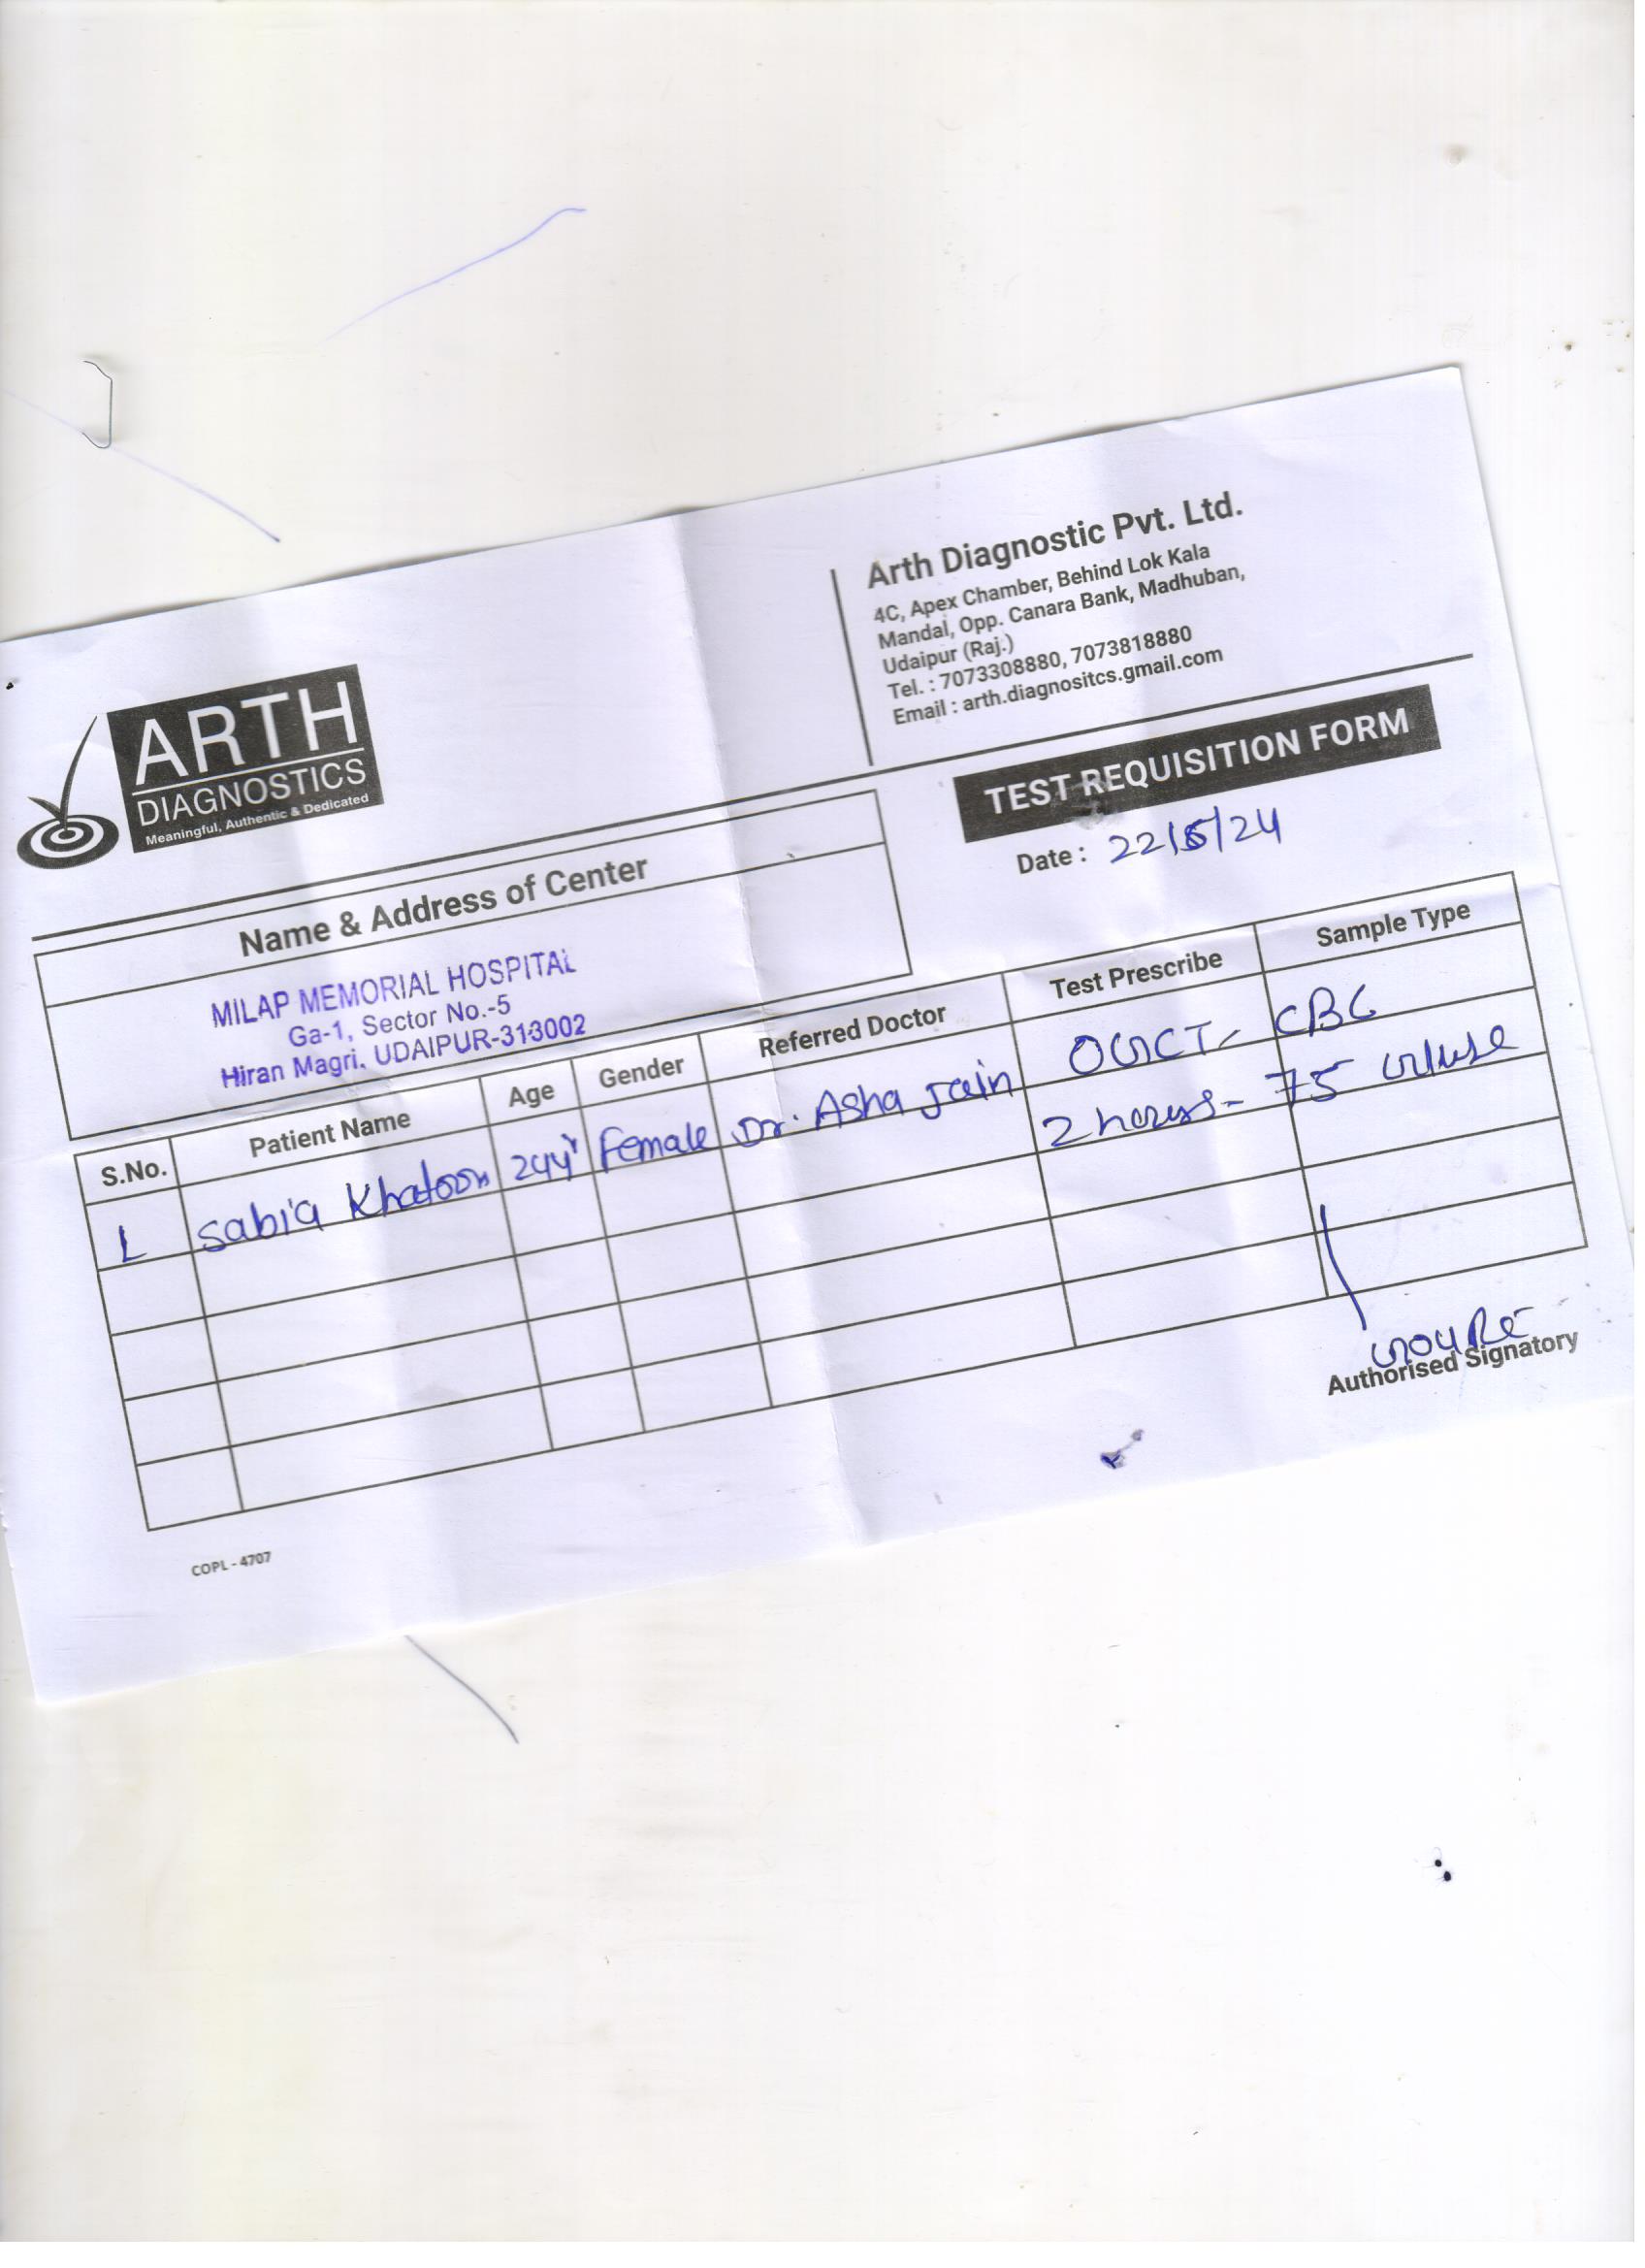 ARTH
DIAGNOSTICS
Meaningful, Authentic & Dedicated
Arth Diagnostic Pvt. Ltd.
4C, Apex Chamber, Behind Lok Kala
Mandal, Opp. Canara Bank, Madhuban,
Udaipur (Raj.)
Tel. : 7073308880, 7073818880
Email : arth.diagnositcs.gmail.com
TEST REQUISITION FORM
Date : 22/5/24
Name & Address of Center
MILAP MEMORIAL HOSPITAL
Ga-1, Sector No.-5
Hiran Magri, UDAIPUR-313002
S.No. Patient Name Age Gender Referred Doctor Test Prescribe Sample Type
1 Sabia Khatoon 24yr Female Dr. Asha Jain OGCT, CBC
2 hours - 75
Authorised Signatory
COPL - 4707